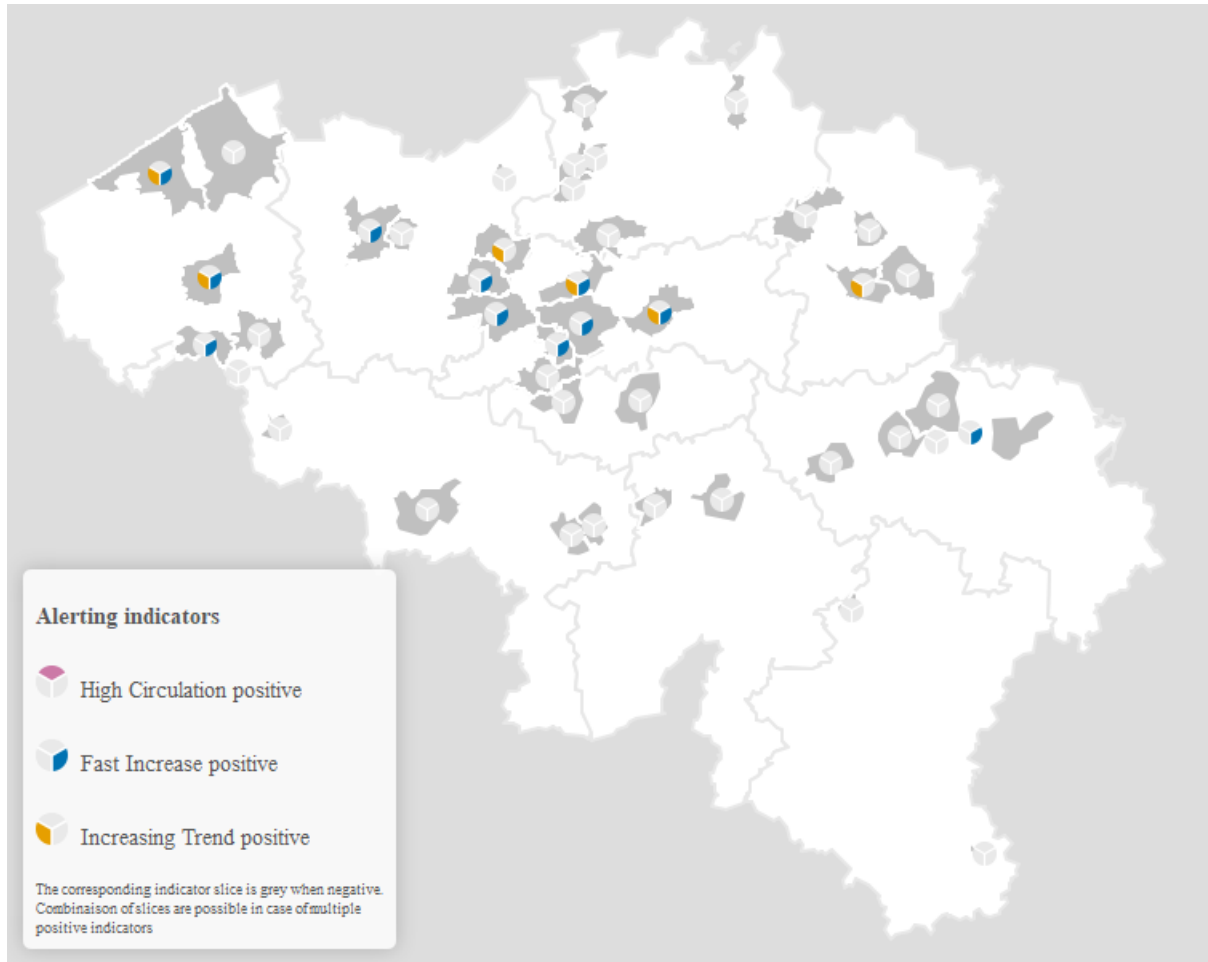 Alerting indicators
High Circulation positive
Fast Increase positive
Increasing Trend positive
The corresponding indicator slice is grey when negative.
Combinaison of slices are possible in case of multiple
positive indicators